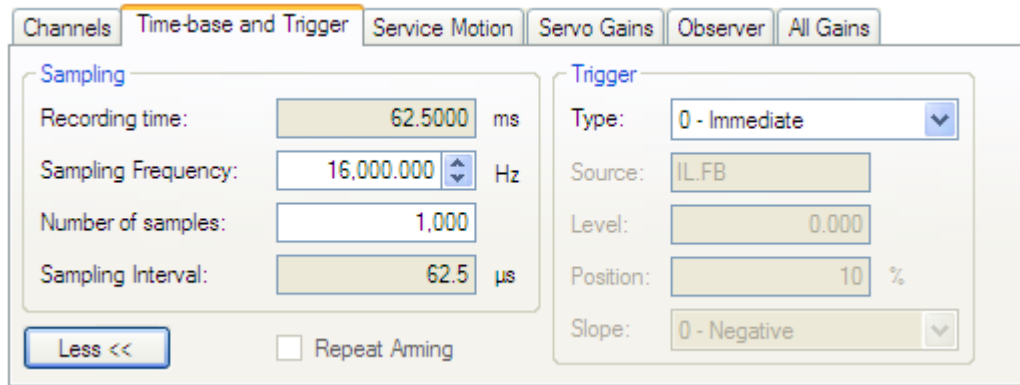 Channels Time-base and Trigger Service Motion Servo Gains Observer All Gains
Sampling
Recording time: 62.5000 ms
Sampling Frequency: 16,000.000 Hz
Number of samples: 1,000
Sampling Interval: 62.5 µs
Less << Repeat Arming
Trigger
Type: 0 - Immediate
Source: IL.FB
Level: 0.000
Position: 10 %
Slope: 0 - Negative